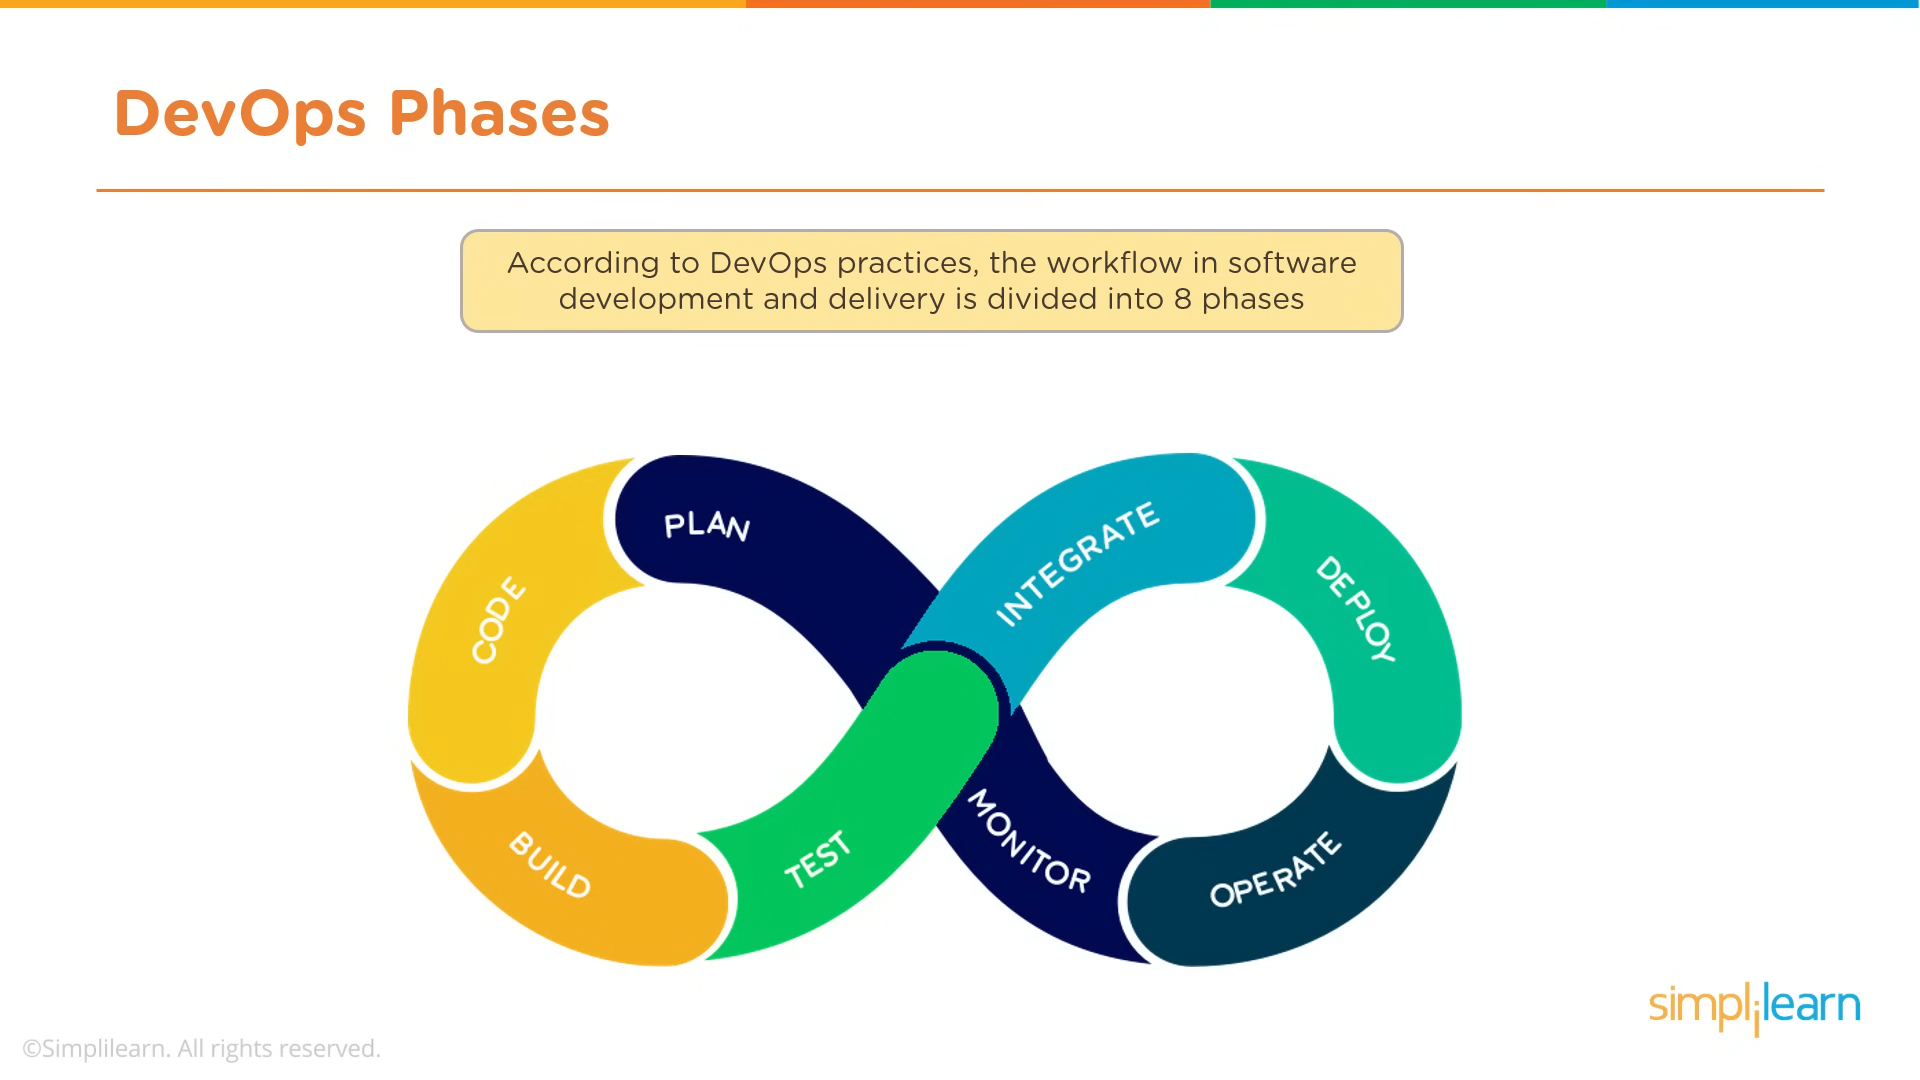 DevOps Phases
According to DevOps practices, the workflow in software
development and delivery is divided into 8 phases
PLAN
INTEGRATE
CODE
DEPLOY
BUILD
TEST
MONITOR
OPERATE
simplilearn
©Simplilearn. All rights reserved.